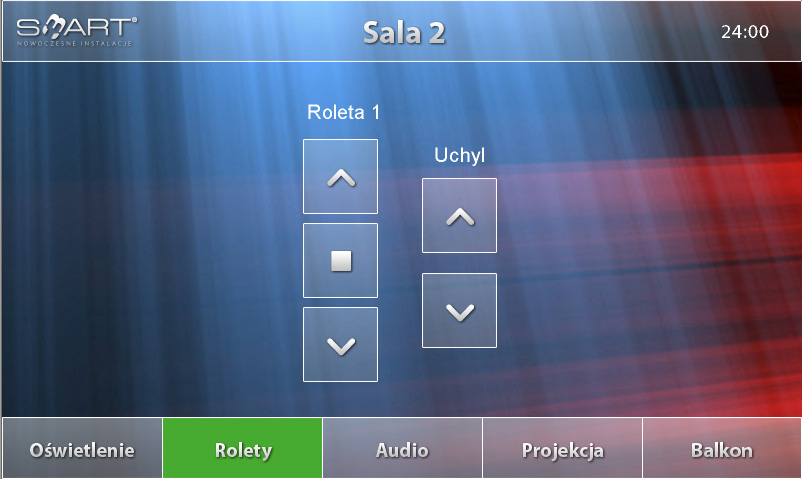 SMART®
NOWOCZESNE INSTALACJE
Sala 2
24:00
Roleta 1
Uchyl
Oświetlenie
Rolety
Audio
Projekcja
Balkon